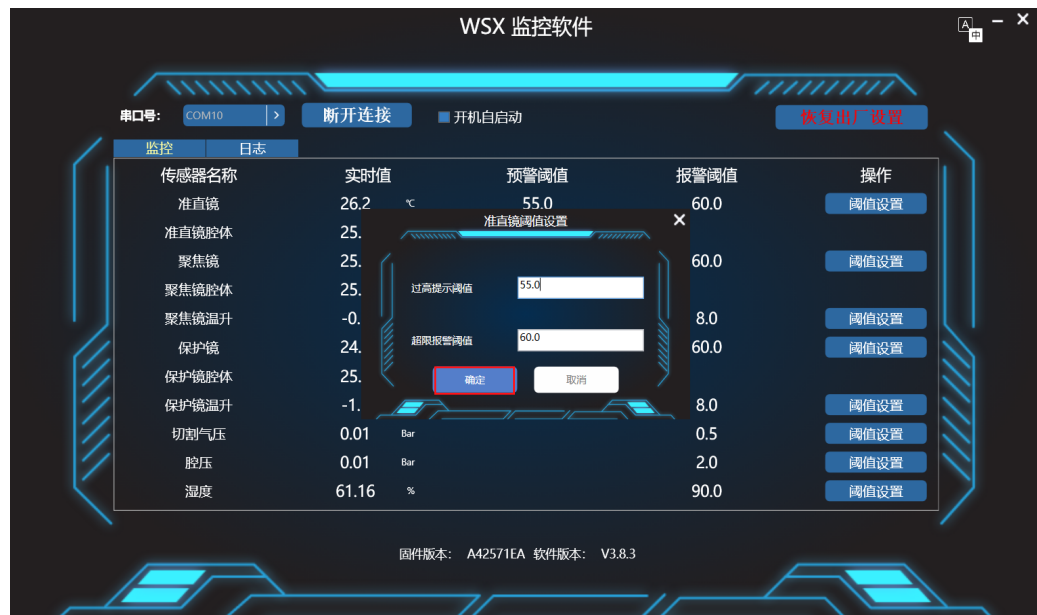 WSX 监控软件
A 中
串口号: COM10 > 断开连接 开机自启动 恢复出厂设置
监控 日志
传感器名称 实时值 预警阈值 报警阈值 操作
准直镜 26.2 ℃ 55.0 60.0 阈值设置
准直镜阈值设置
准直镜腔体 25.
聚焦镜 25. 60.0 阈值设置
过高提示阈值 55.0
聚焦镜腔体 25.
聚焦镜温升 -0. 8.0 阈值设置
超限报警阈值 60.0
保护镜 24. 60.0 阈值设置
保护镜腔体 25.
确定 取消
保护镜温升 -1. 8.0 阈值设置
切割气压 0.01 Bar 0.5 阈值设置
腔压 0.01 Bar 2.0 阈值设置
湿度 61.16 % 90.0 阈值设置
固件版本: A42571EA 软件版本: V3.8.3